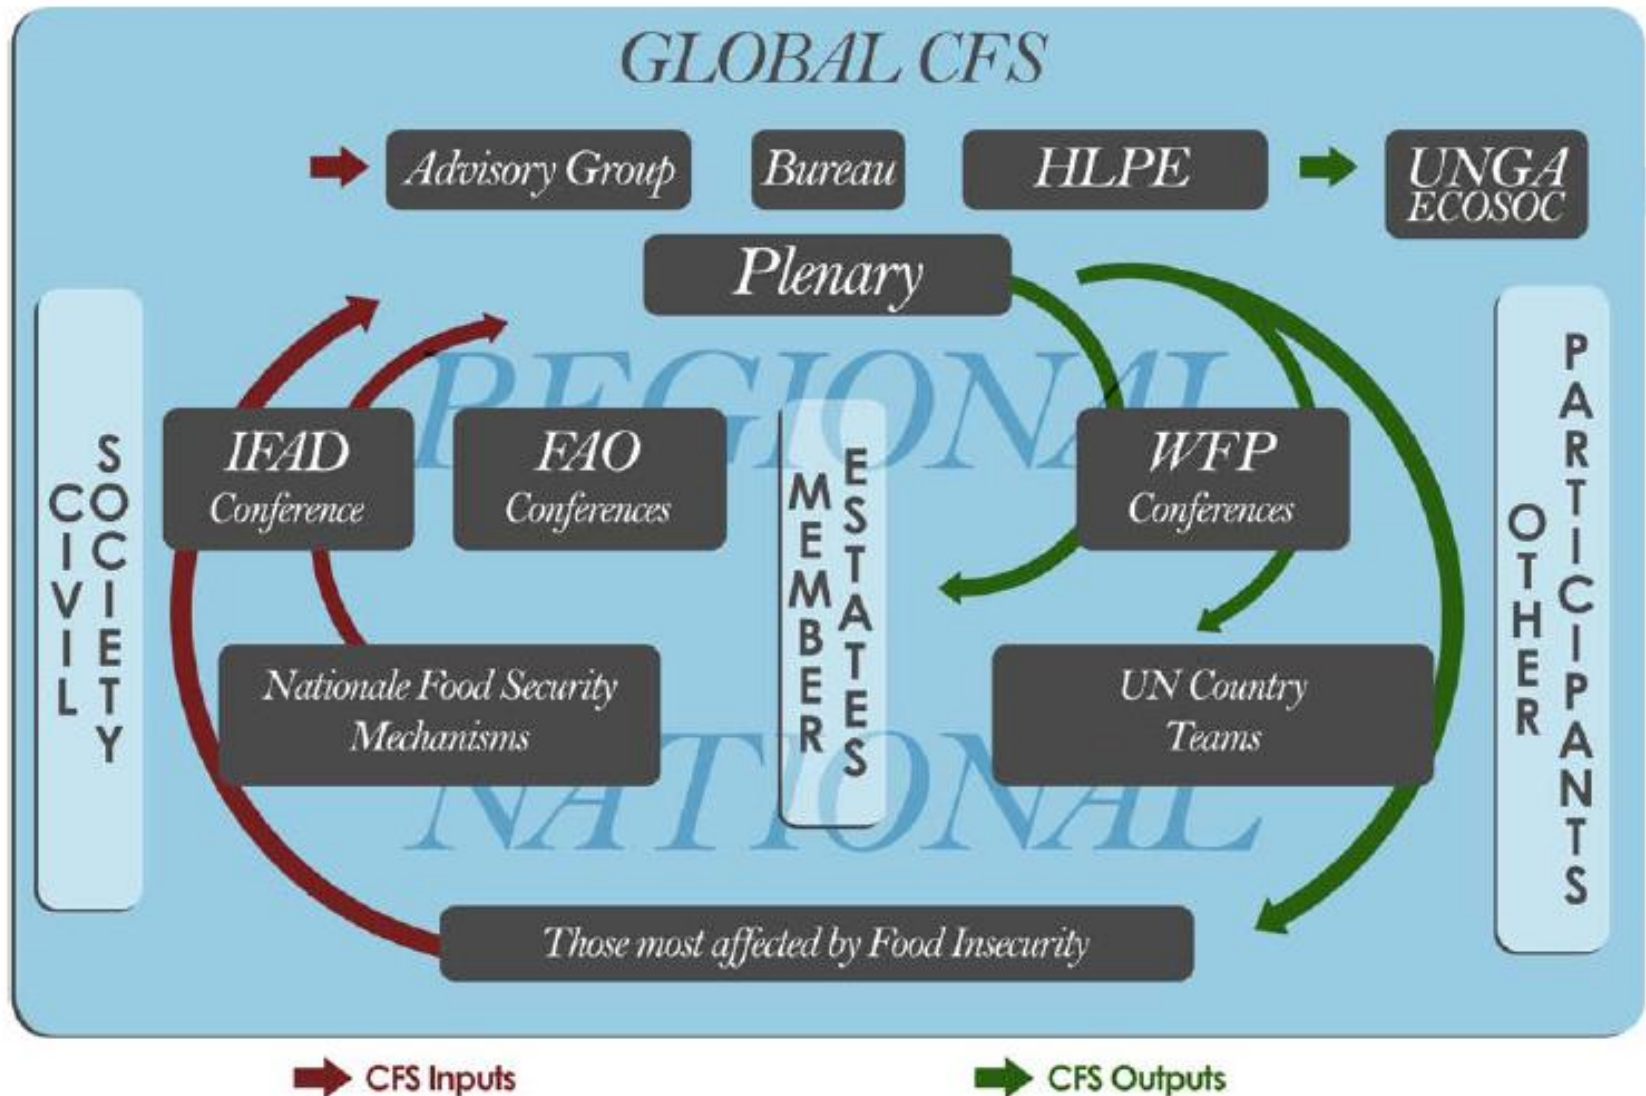 GLOBAL CFS
Advisory Group
Bureau
HLPE
UNGA
ECOSOC
Plenary
REGIONAL
CIVIL
SOCIETY
IFAD
Conference
FAO
Conferences
MEMBER
ESTATES
WFP
Conferences
OTHER
PARTICIPANTS
Nationale Food Security
Mechanisms
UN Country
Teams
NATIONAL
Those most affected by Food Insecurity
CFS Inputs
CFS Outputs